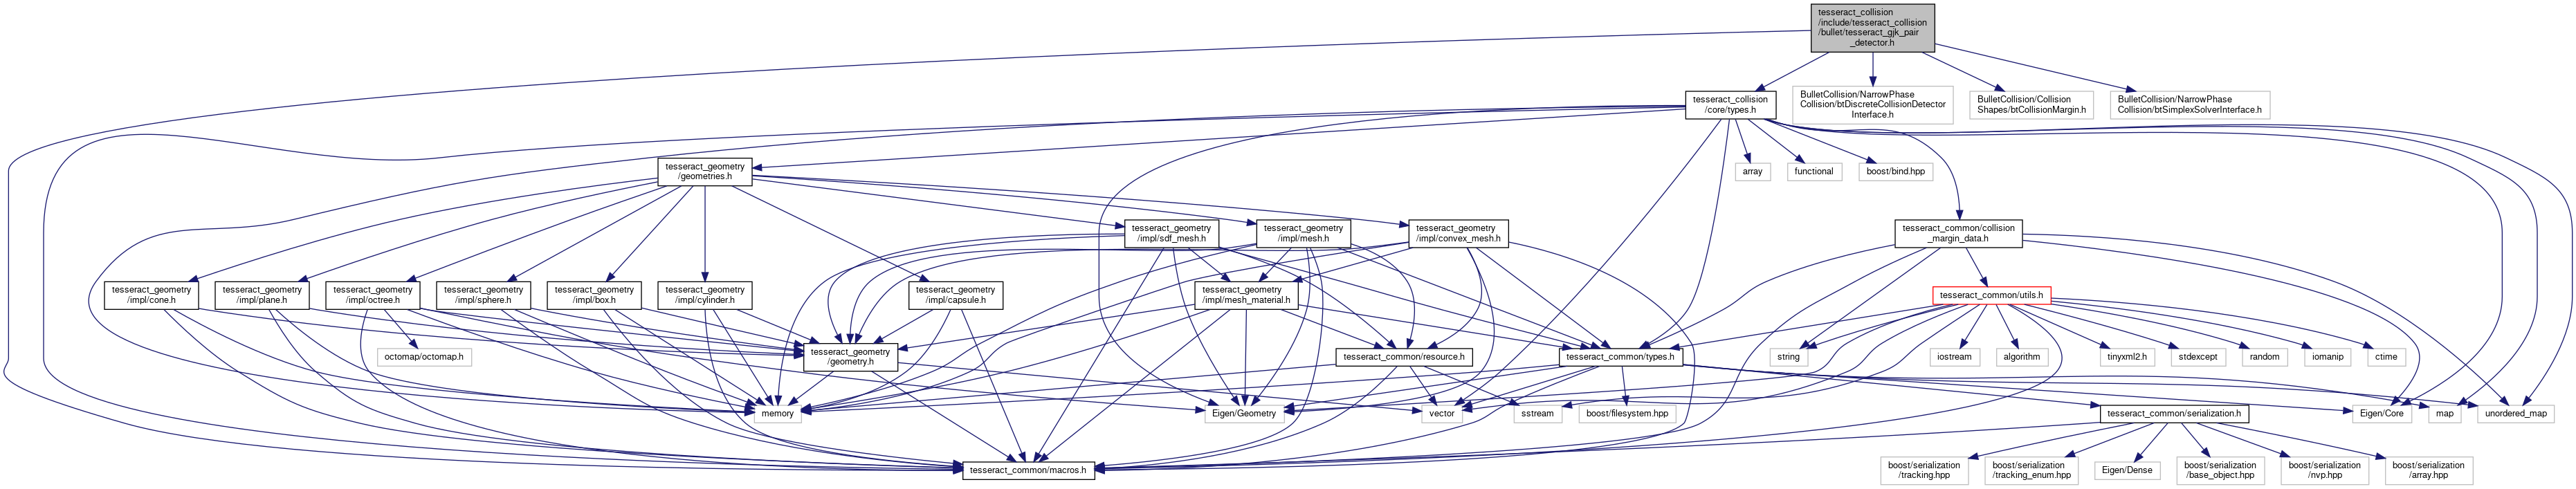 tesseract_collision
/include/tesseract_collision
/bullet/tesseract_gjk_pair
_detector.h
tesseract_collision
/core/types.h
BulletCollision/NarrowPhase
Collision/btDiscreteCollisionDetector
Interface.h
BulletCollision/Collision
Shapes/btCollisionMargin.h
BulletCollision/NarrowPhase
Collision/btSimplexSolverInterface.h
tesseract_geometry
/geometries.h
array
functional
boost/bind.hpp
tesseract_geometry
/impl/sdf_mesh.h
tesseract_geometry
/impl/mesh.h
tesseract_geometry
/impl/convex_mesh.h
tesseract_common/collision
_margin_data.h
tesseract_geometry
/impl/cone.h
tesseract_geometry
/impl/plane.h
tesseract_geometry
/impl/octree.h
tesseract_geometry
/impl/sphere.h
tesseract_geometry
/impl/box.h
tesseract_geometry
/impl/cylinder.h
tesseract_geometry
/impl/capsule.h
tesseract_geometry
/impl/mesh_material.h
tesseract_common/utils.h
octomap/octomap.h
tesseract_geometry
/geometry.h
tesseract_common/resource.h
tesseract_common/types.h
string
iostream
algorithm
tinyxml2.h
stdexcept
random
iomanip
ctime
memory
Eigen/Geometry
vector
sstream
boost/filesystem.hpp
tesseract_common/serialization.h
Eigen/Core
map
unordered_map
tesseract_common/macros.h
boost/serialization
/tracking.hpp
boost/serialization
/tracking_enum.hpp
Eigen/Dense
boost/serialization
/base_object.hpp
boost/serialization
/nvp.hpp
boost/serialization
/array.hpp